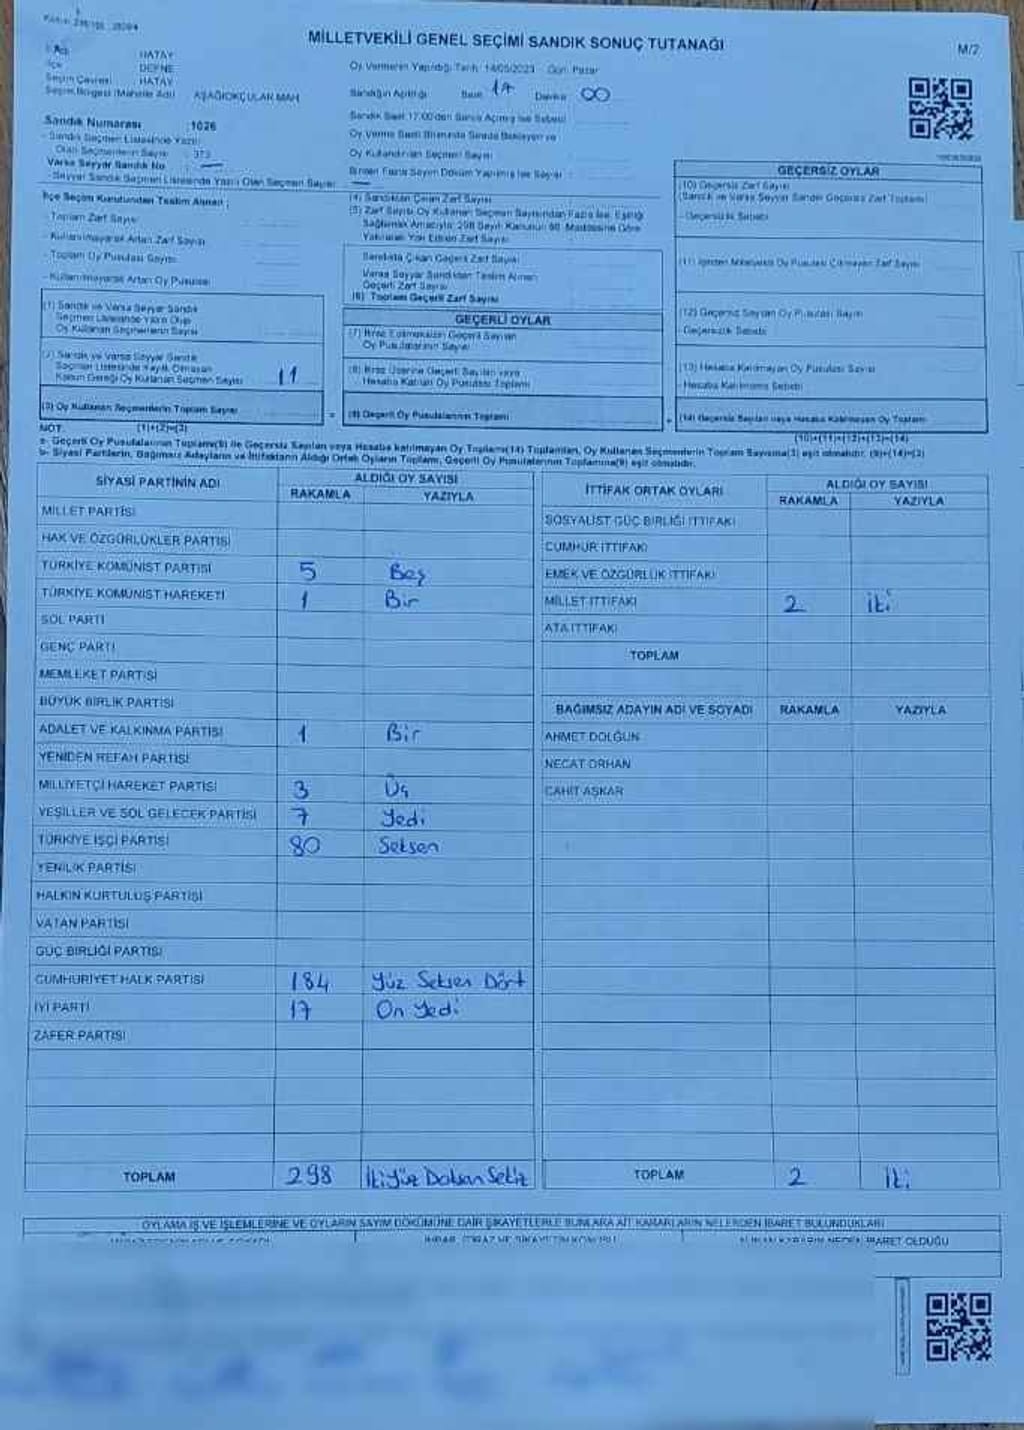 MİLLETVEKİLİ GENEL SEÇİMİ SANDIK SONUÇ TUTANAĞI
M/2
HATAY
İlçe DEFNE
Seçim Çevresi HATAY
Seçim Bölgesi (Mahalle Adı) AŞAĞIOKÇULAR MAH
Oy Vermenin Yapıldığı Tarih: 14/05/2023 Gün: Pazar
Sandığın Açıldığı Saat: 17 Dakika: 00
Sandık Numarası :1026
- Sandık Seçmen Listesinde Yazılı
Olan Seçmenlerin Sayısı : 373
Varsa Seyyar Sandık No
- Seyyar Sandık Seçmen Listesinde Yazılı Olan Seçmen Sayısı
Sandık Saat 17.00'den Sonra Açılmış İse Sebebi
Oy Verme Saati Bitiminde Sırada Bekleyen ve
Oy Kullandırılan Seçmen Sayısı
Birden Fazla Sayım Döküm Yapılmış İse Sayısı
İlçe Seçim Kurulundan Teslim Alınan ;
- Toplam Zarf Sayısı
- Kullanılmayarak Artan Zarf Sayısı
- Toplam Oy Pusulası Sayısı
- Kullanılmayarak Artan Oy Pusulası
(1) Sandık ve Varsa Seyyar Sandık
Seçmen Listesinde Yazılı Olup
Oy Kullanan Seçmenlerin Sayısı
(2) Sandık ve Varsa Seyyar Sandık
Seçmen Listesinde Kayıtlı Olmayan
Kanun Gereği Oy Kullanan Seçmen Sayısı 11
(3) Oy Kullanan Seçmenlerin Toplam Sayısı
(1)+(2)=(3)
(4) Sandıktan Çıkan Zarf Sayısı
(5) Zarf Sayısı Oy Kullanan Seçmen Sayısından Fazla İse, Eşitliği
Sağlamak Amacıyla; 298 Sayılı Kanunun 98. Maddesine Göre
Yakılarak Yok Edilen Zarf Sayısı
Sandıkta Çıkan Geçerli Zarf Sayısı
Varsa Seyyar Sandıktan Teslim Alınan
Geçerli Zarf Sayısı
(6) Toplam Geçerli Zarf Sayısı
GEÇERLİ OYLAR
(7) İtiraz Edilmeksizin Geçerli Sayılan
Oy Pusulalarının Sayısı
(8) İtiraz Üzerine Geçerli Sayılan veya
Hesaba Katılan Oy Pusulası Toplamı
(9) Geçerli Oy Pusulalarının Toplamı
GEÇERSİZ OYLAR
(10) Geçersiz Zarf Sayısı
(Sandık ve Varsa Seyyar Sandık Geçersiz Zarf Toplamı)
- Geçersizlik Sebebi
(11) İçinden Milletvekili Oy Pusulası Çıkmayan Zarf Sayısı
(12) Geçersiz Sayılan Oy Pusulası Sayısı
- Geçersizlik Sebebi
(13) Hesaba Katılmayan Oy Pusulası Sayısı
- Hesaba Katılmama Sebebi
(14) Geçersiz Sayılan veya Hesaba Katılmayan Oy Toplamı
(10)+(11)+(12)+(13)=(14)
NOT:
a- Geçerli Oy Pusulalarının Toplamı(9) ile Geçersiz Sayılan veya Hesaba katılmayan Oy Toplamı(14) Toplamları, Oy Kullanan Seçmenlerin Toplam Sayısına(3) eşit olmalıdır. (9)+(14)=(3)
b- Siyasi Partilerin, Bağımsız Adayların ve İttifakların Aldığı Ortak Oyların Toplamı, Geçerli Oy Pusulalarının Toplamına(9) eşit olmalıdır.
SİYASİ PARTİNİN ADI ALDIĞI OY SAYISI
RAKAMLA YAZIYLA
MİLLET PARTİSİ
HAK VE ÖZGÜRLÜKLER PARTİSİ
TÜRKİYE KOMÜNİST PARTİSİ 5 Beş
TÜRKİYE KOMÜNİST HAREKETİ 1 Bir
SOL PARTİ
GENÇ PARTİ
MEMLEKET PARTİSİ
BÜYÜK BİRLİK PARTİSİ
ADALET VE KALKINMA PARTİSİ 1 Bir
YENİDEN REFAH PARTİSİ
MİLLİYETÇİ HAREKET PARTİSİ 3 Üç
YEŞİLLER VE SOL GELECEK PARTİSİ 7 Yedi
TÜRKİYE İŞÇİ PARTİSİ 80 Seksen
YENİLİK PARTİSİ
HALKIN KURTULUŞ PARTİSİ
VATAN PARTİSİ
GÜÇ BİRLİĞİ PARTİSİ
CUMHURİYET HALK PARTİSİ 184 Yüz Seksen Dört
İYİ PARTİ 17 On Yedi
ZAFER PARTİSİ
TOPLAM 298 İkiyüz Doksan Sekiz
İTTİFAK ORTAK OYLARI ALDIĞI OY SAYISI
RAKAMLA YAZIYLA
SOSYALİST GÜÇ BİRLİĞİ İTTİFAKI
CUMHUR İTTİFAKI
EMEK VE ÖZGÜRLÜK İTTİFAKI
MİLLET İTTİFAKI 2 iki
ATA İTTİFAKI
TOPLAM
BAĞIMSIZ ADAYIN ADI VE SOYADI RAKAMLA YAZIYLA
AHMET DOLĞUN
NECAT ORHAN
CAHİT AŞKAR
TOPLAM 2 İki
OYLAMA İŞ VE İŞLEMLERİNE VE OYLARIN SAYIM DÖKÜMÜNE DAİR ŞİKAYETLERLE BUNLARA AİT KARARLARIN NELERDEN İBARET BULUNDUKLARI
İHBAR, İTİRAZ VE ŞİKAYETİN KONUSU
ALINAN KARARIN NEDEN İBARET OLDUĞU